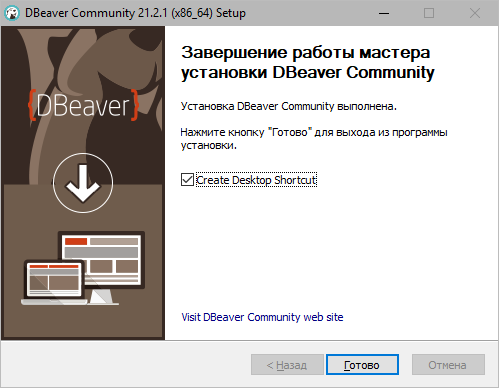 DBeaver Community 21.2.1 (x86_64) Setup
{DBeaver}
Завершение работы мастера
установки DBeaver Community
Установка DBeaver Community выполнена.
Нажмите кнопку "Готово" для выхода из программы
установки.
Create Desktop Shortcut
Visit DBeaver Community web site
< Назад
Готово
Отмена